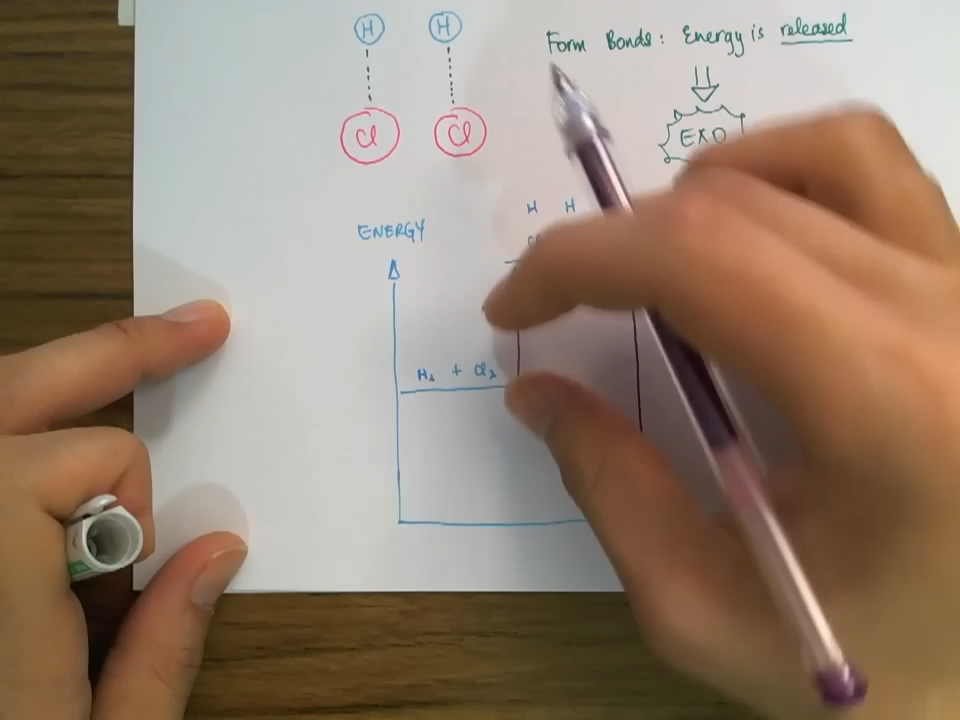 H H
Form Bonds: Energy is released
Cl Cl
EXO
H H
ENERGY
H₂ + Cl₂